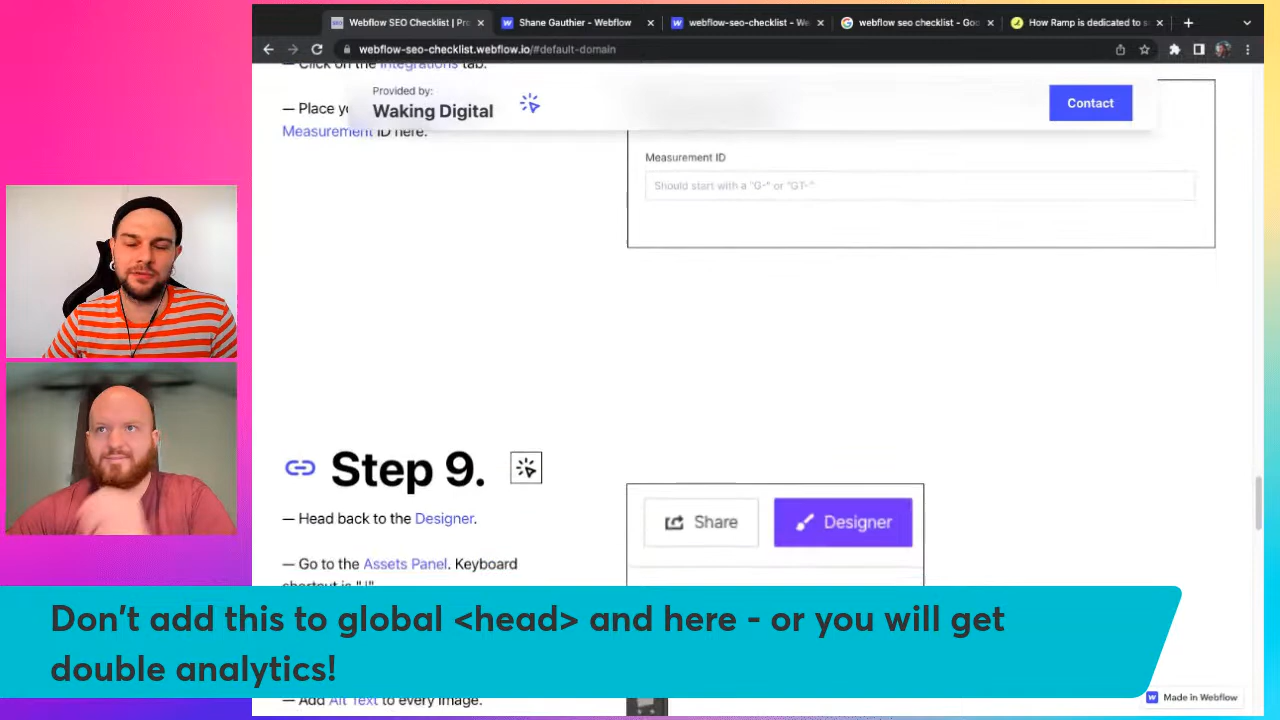 Webflow SEO Checklist | Pro
Shane Gauthier - Webflow
webflow-seo-checklist - We
webflow seo checklist - Goo
How Ramp is dedicated to s
webflow-seo-checklist.webflow.io/#default-domain
— Click on the Integrations tab.
Provided by:
Waking Digital
Contact
— Place yo
Measurement ID here.
Measurement ID
Should start with a "G-" or "GT-"
Step 9.
— Head back to the Designer.
Share
Designer
— Go to the Assets Panel. Keyboard
shortcut is "J".
Don't add this to global <head> and here - or you will get
double analytics!
— Add Alt Text to every image.
Made in Webflow